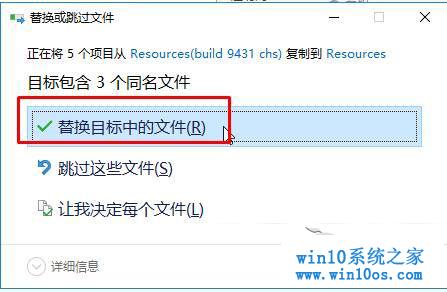 替换或跳过文件
正在将 5 个项目从 Resources(build 9431 chs) 复制到 Resources
目标包含 3 个同名文件
替换目标中的文件(R)
跳过这些文件(S)
让我决定每个文件(L)
详细信息
win10系统之家
www.win10os.com